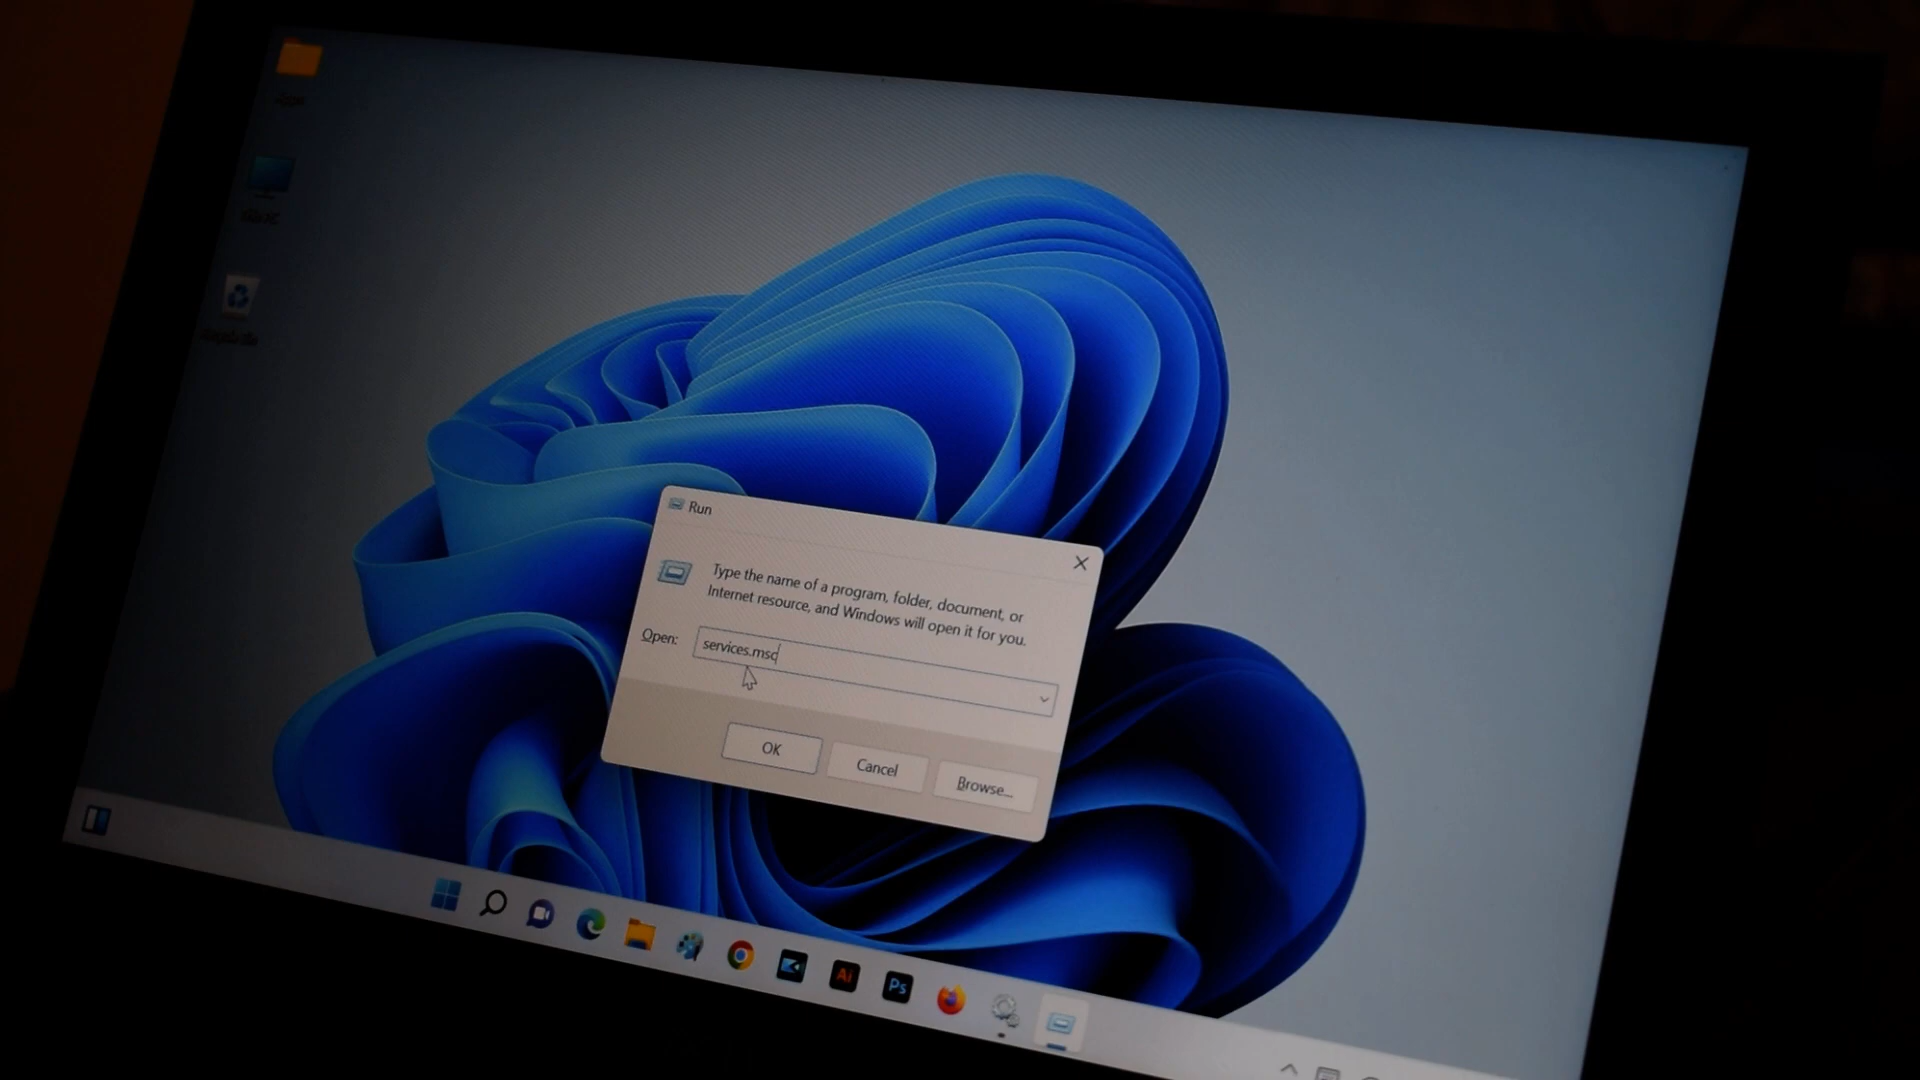 Run
Type the name of a program, folder, document, or
Internet resource, and Windows will open it for you.
Open:
services.msc
OK
Cancel
Browse...
Ai
Ps